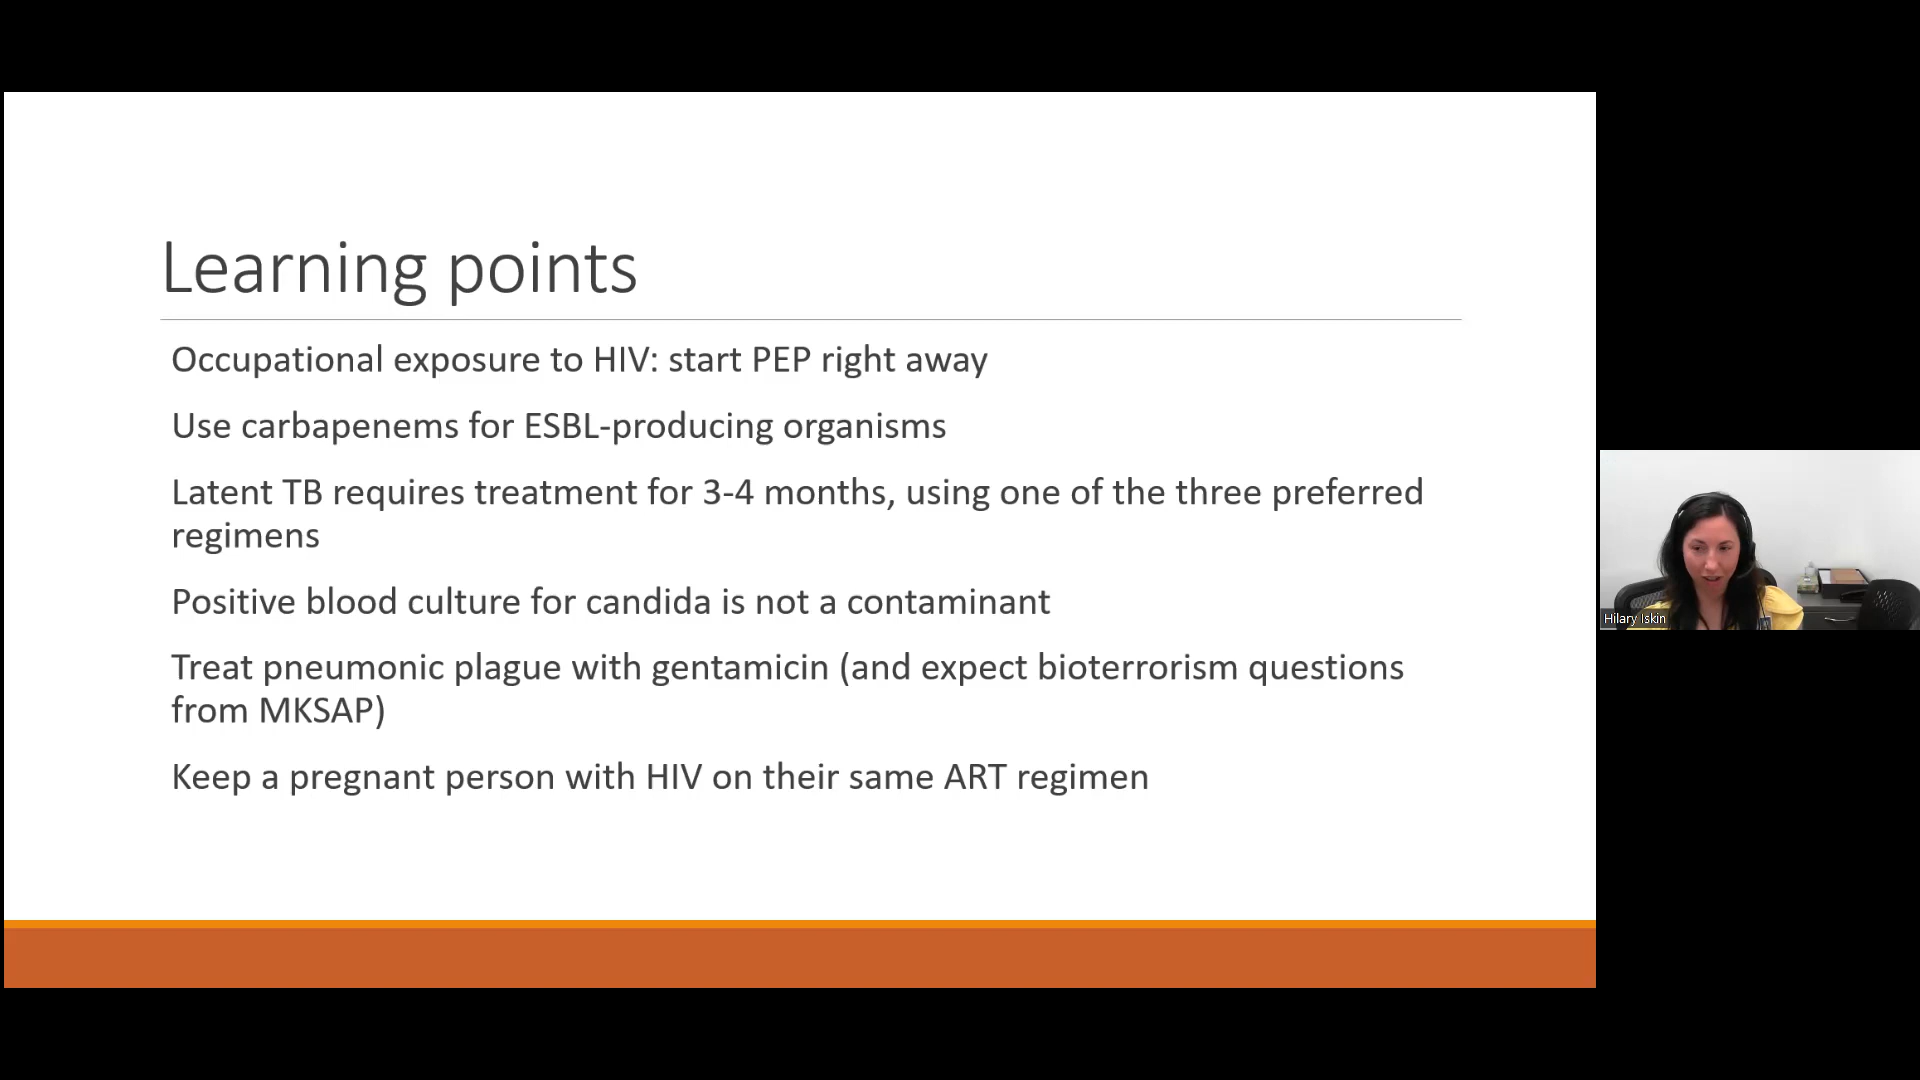 Learning points
Occupational exposure to HIV: start PEP right away
Use carbapenems for ESBL-producing organisms
Latent TB requires treatment for 3-4 months, using one of the three preferred
regimens
Positive blood culture for candida is not a contaminant
Treat pneumonic plague with gentamicin (and expect bioterrorism questions
from MKSAP)
Keep a pregnant person with HIV on their same ART regimen
Hilary Iskin